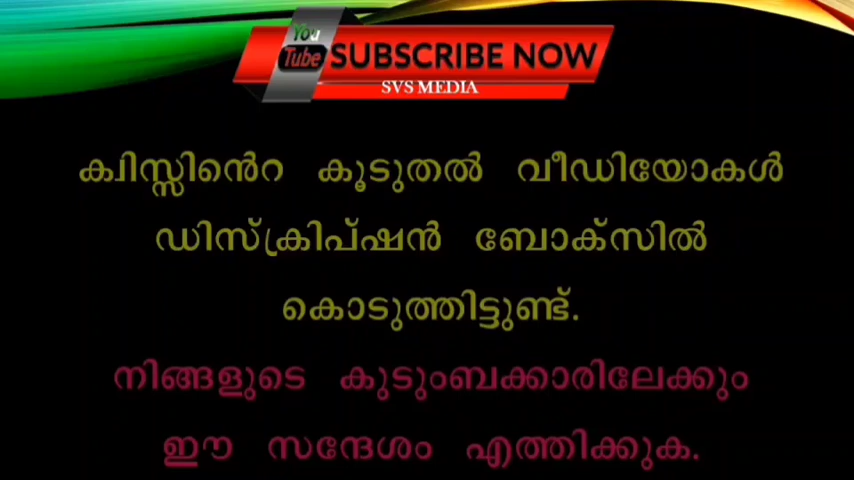 You
Tube
SUBSCRIBE NOW
SVS MEDIA
ക്വിസ്സിൻെറ കൂടുതൽ വീഡിയോകൾ
ഡിസ്ക്രിപ്ഷൻ ബോക്സിൽ
കൊടുത്തിട്ടുണ്ട്.
നിങ്ങളുടെ കുടുംബക്കാരിലേക്കും
ഈ സന്ദേശം എത്തിക്കുക.